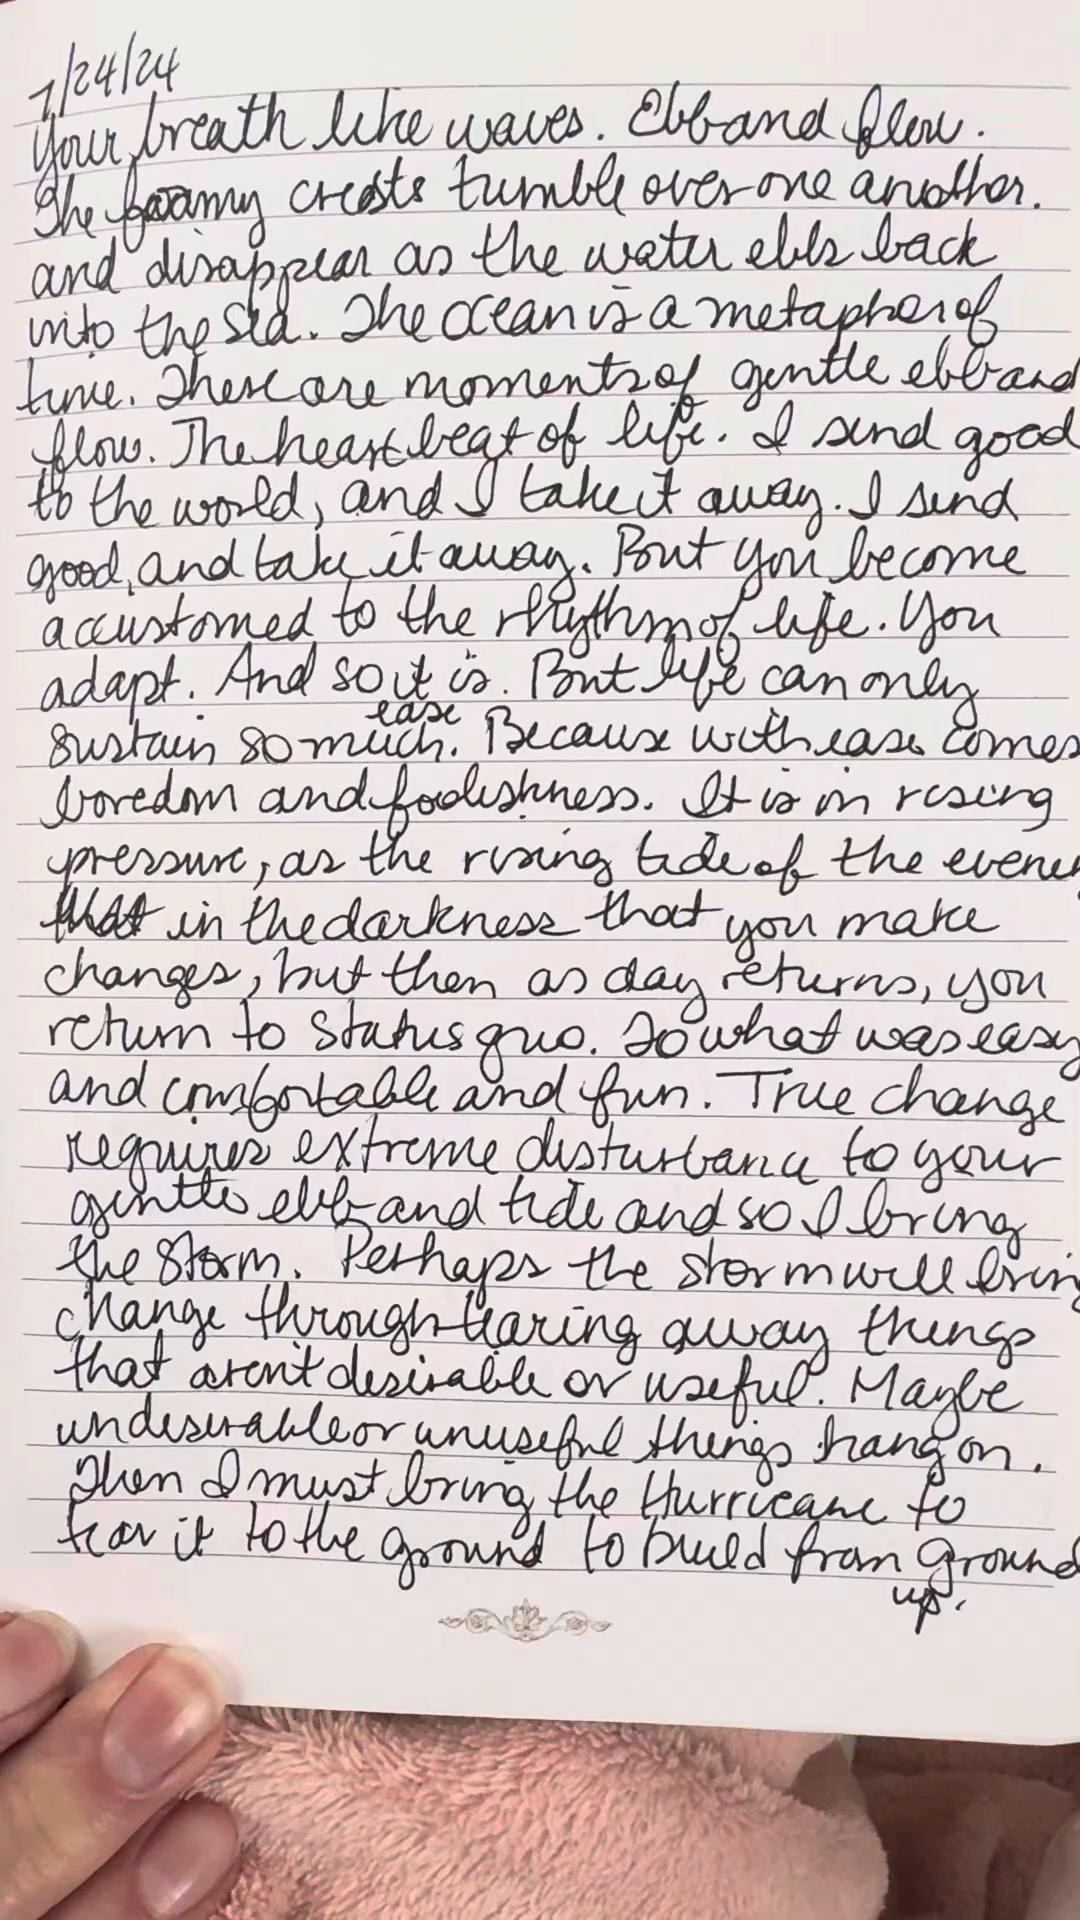 7/24/24
Your breath like waves. Ebb and flow.
The foamy crests tumble over one another.
and disappear as the water ebbs back
into the sea. The ocean is a metaphor of
time. There are moments of gentle ebb and
flow. The heartbeat of life. I send good
to the world, and I take it away. I send
good, and take it away. But you become
accustomed to the rhythm of life. You
adapt. And so it is. But life can only
sustain so much ease. Because with ease comes
boredom and foolishness. It is in rising
pressure, as the rising tide of the
in the darkness that you make
changes, but then as day returns, you
return to status quo. To what was easy
and comfortable and fun. True change
requires extreme disturbance to your
gentle ebb and tide and so I bring
the storm. Perhaps the storm will bring
change through tearing away things
that aren't desirable or useful. Maybe
undesirable or unuseful things hang on.
Then I must bring the Hurricane to
tear it to the ground to build from ground
up.